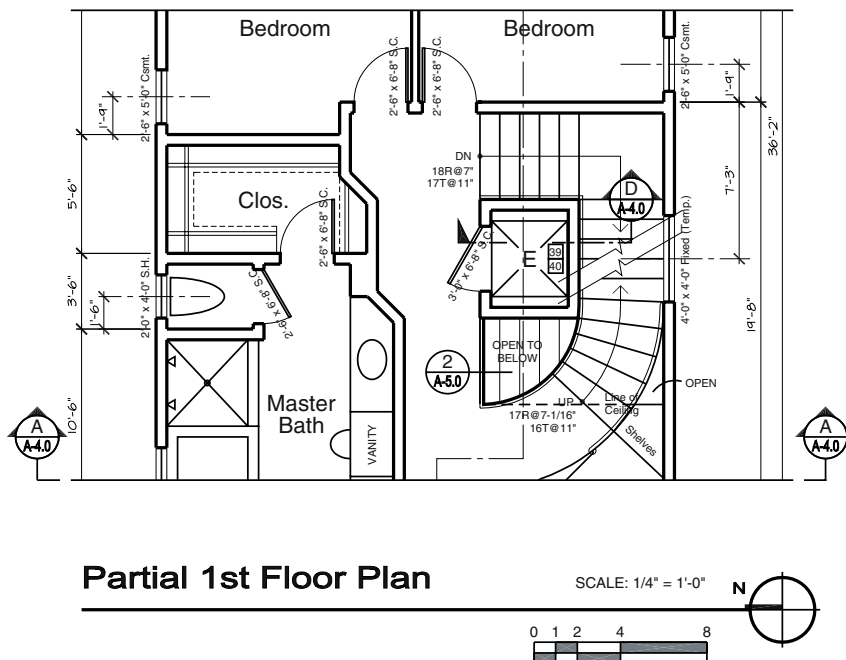 Bedroom
Bedroom
2'-6" x 5'-0" Csmt.
2'-6" x 6'-8" S.C.
2'-6" x 6'-8" S.C.
2'-6" x 5'-0" Csmt.
1'-9"
1'-9"
36'-2"
DN
18R@7"
17T@11"
5'-6"
Clos.
2'-6" x 6'-8" S.C.
D
A-4.0
7'-3"
E
39
40
3'-0" x 6'-8" S.C.
4'-0" x 4'-0" Fixed (Temp.)
2'-0" x 4'-0" S.H.
2'-6" x 6'-8" S.C.
3'-6"
1'-6"
19'-8"
OPEN TO
BELOW
2
A-5.0
OPEN
UP
17R@7-1/16"
16T@11"
Line of
Ceiling
Shelves
10'-6"
Master
Bath
VANITY
A
A-4.0
A
A-4.0
Partial 1st Floor Plan
SCALE: 1/4" = 1'-0"
N
0 1 2 4 8